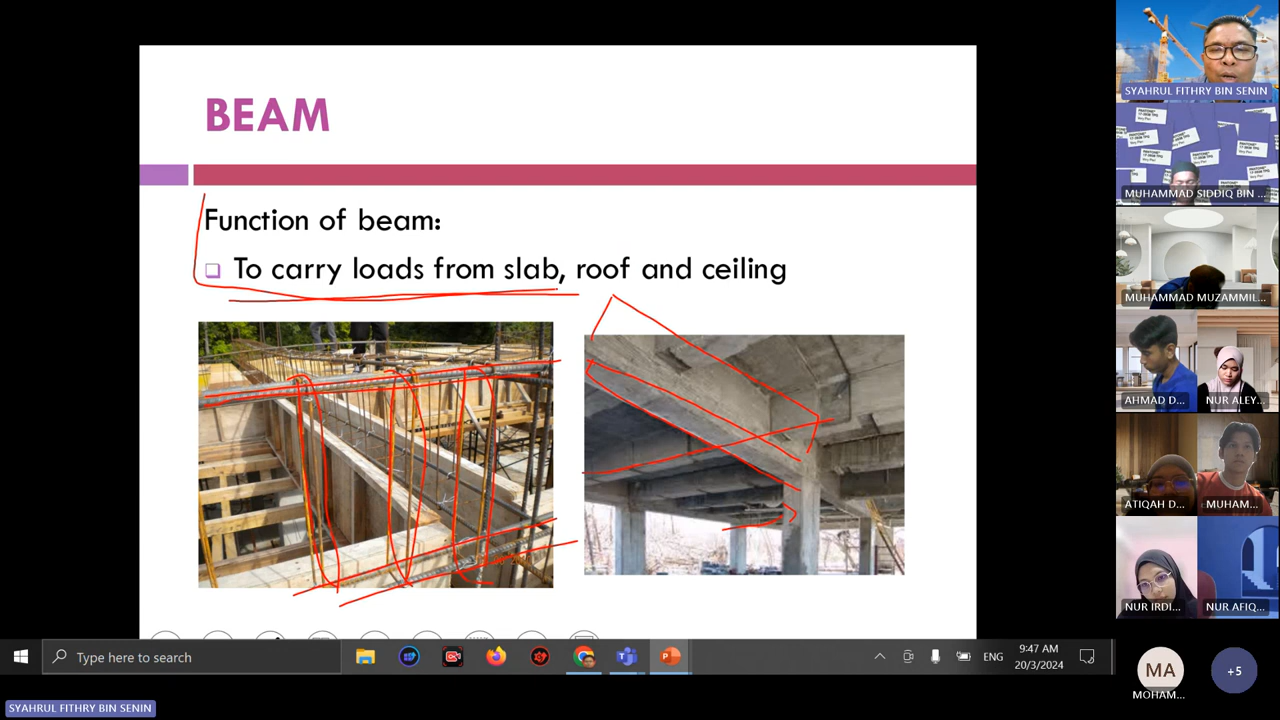 BEAM
Function of beam:
To carry loads from slab, roof and ceiling
Type here to search
ENG
9:47 AM
20/3/2024
SYAHRUL FITHRY BIN SENIN
SYAHRUL FITHRY BIN SENIN
MUHAMMAD SIDDIQ BIN ...
MUHAMMAD MUZAMMIL...
AHMAD D...
NUR ALEY...
ATIQAH D...
MUHAM...
NUR IRDI...
NUR AFIQ...
MA
MOHAM...
+5